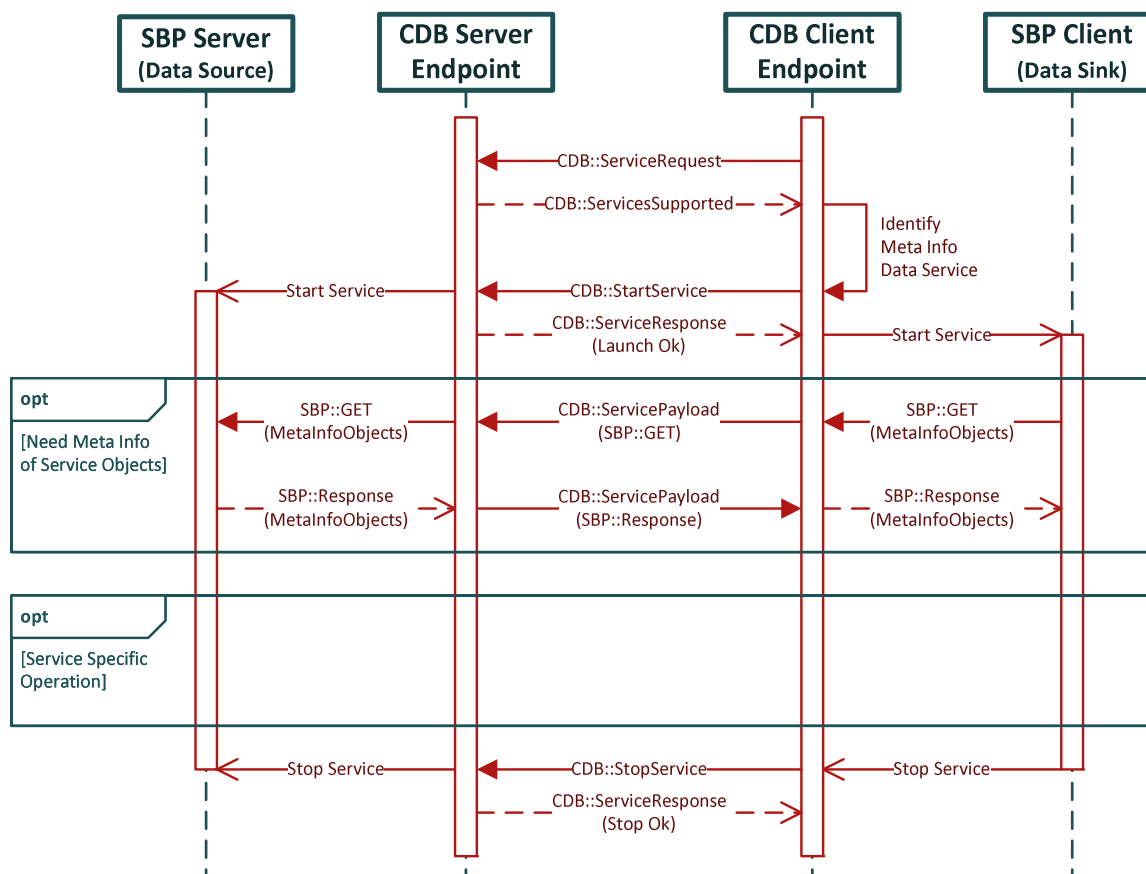 SBP Server
(Data Source)
CDB Server
Endpoint
CDB Client
Endpoint
SBP Client
(Data Sink)
CDB::ServiceRequest
CDB::ServicesSupported
Identify
Meta Info
Data Service
Start Service
CDB::StartService
CDB::ServiceResponse
(Launch Ok)
Start Service
opt
[Need Meta Info
of Service Objects]
SBP::GET
(MetaInfoObjects)
CDB::ServicePayload
(SBP::GET)
SBP::GET
(MetaInfoObjects)
SBP::Response
(MetaInfoObjects)
CDB::ServicePayload
(SBP::Response)
SBP::Response
(MetaInfoObjects)
opt
[Service Specific
Operation]
Stop Service
CDB::StopService
Stop Service
CDB::ServiceResponse
(Stop Ok)